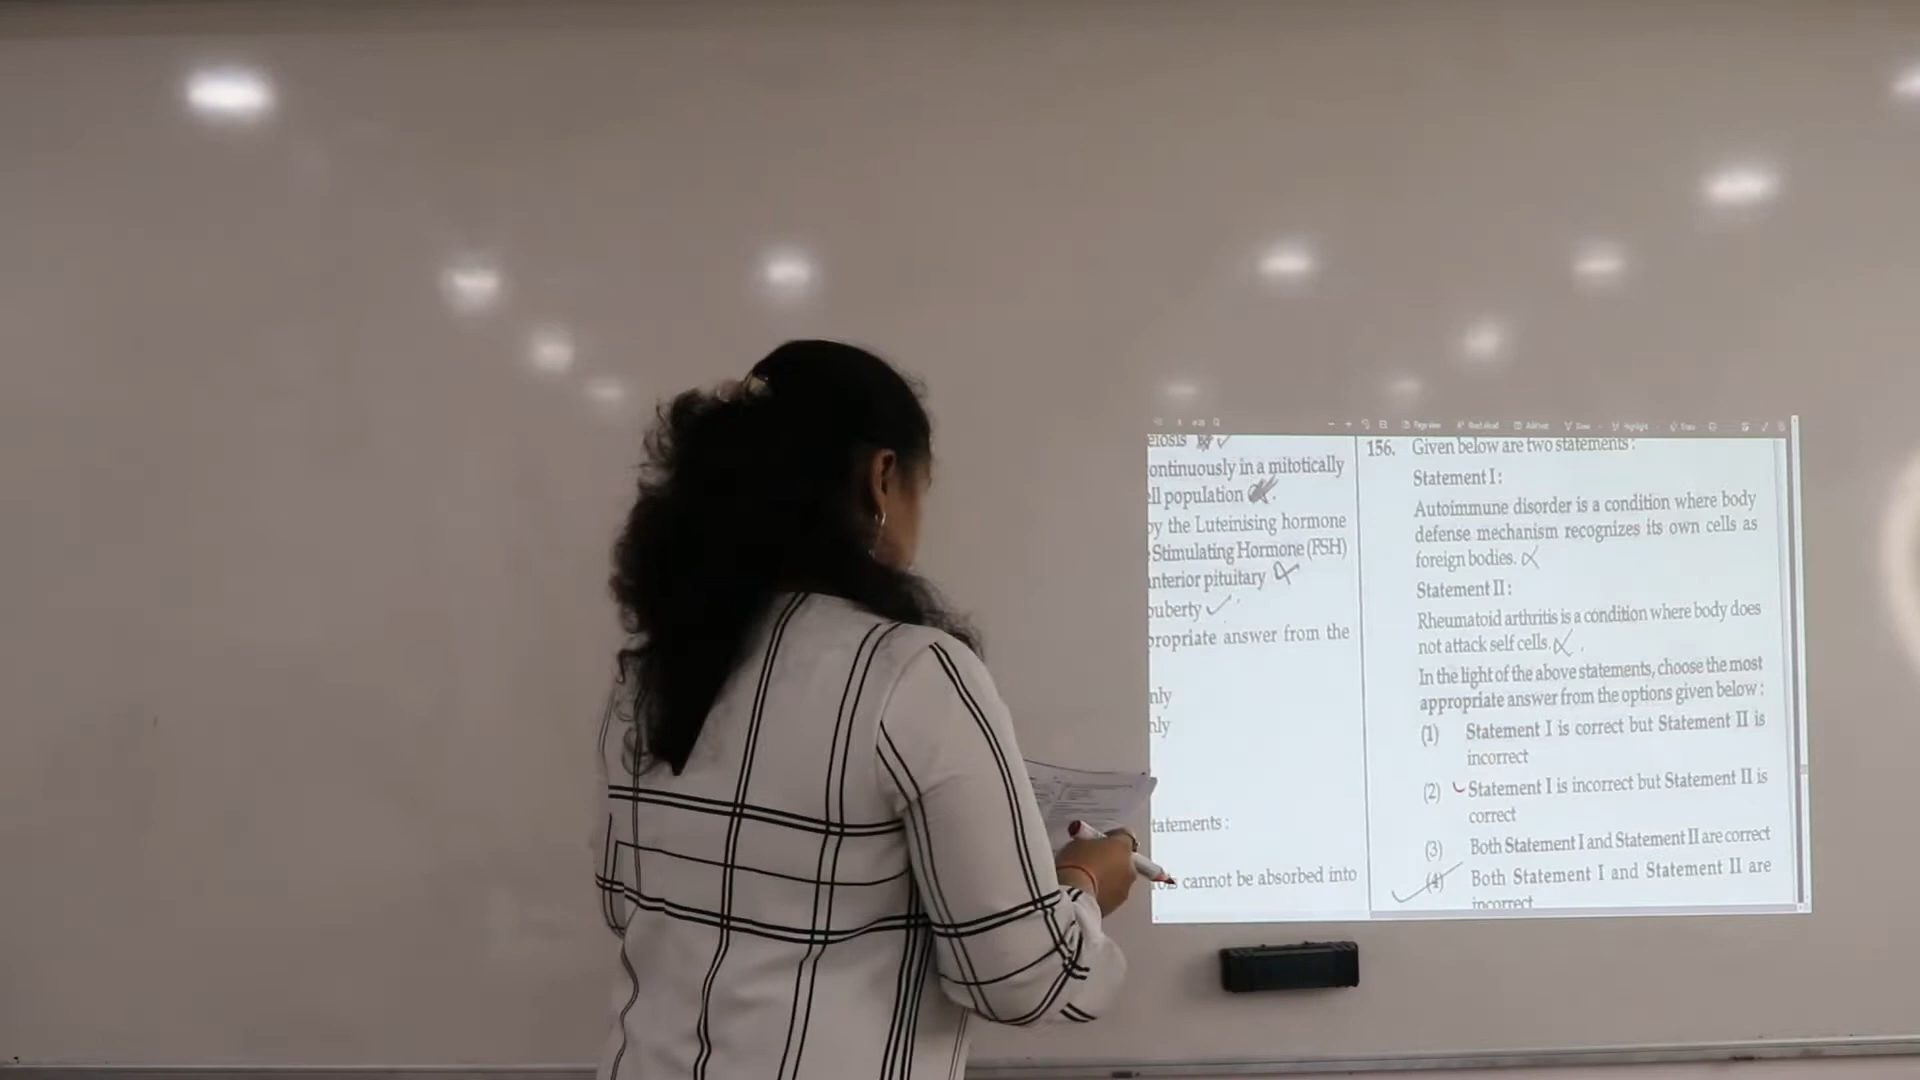 eiosis
ontinuously in a mitotically
ll population
by the Luteinising hormone
Stimulating Hormone (FSH)
nterior pituitary
puberty
propriate answer from the
nly
nly
tatements :
cannot be absorbed into
156. Given below are two statements :
Statement I :
Autoimmune disorder is a condition where body
defense mechanism recognizes its own cells as
foreign bodies.
Statement II :
Rheumatoid arthritis is a condition where body does
not attack self cells.
In the light of the above statements, choose the most
appropriate answer from the options given below :
(1) Statement I is correct but Statement II is
incorrect
(2) Statement I is incorrect but Statement II is
correct
(3) Both Statement I and Statement II are correct
(4) Both Statement I and Statement II are
incorrect